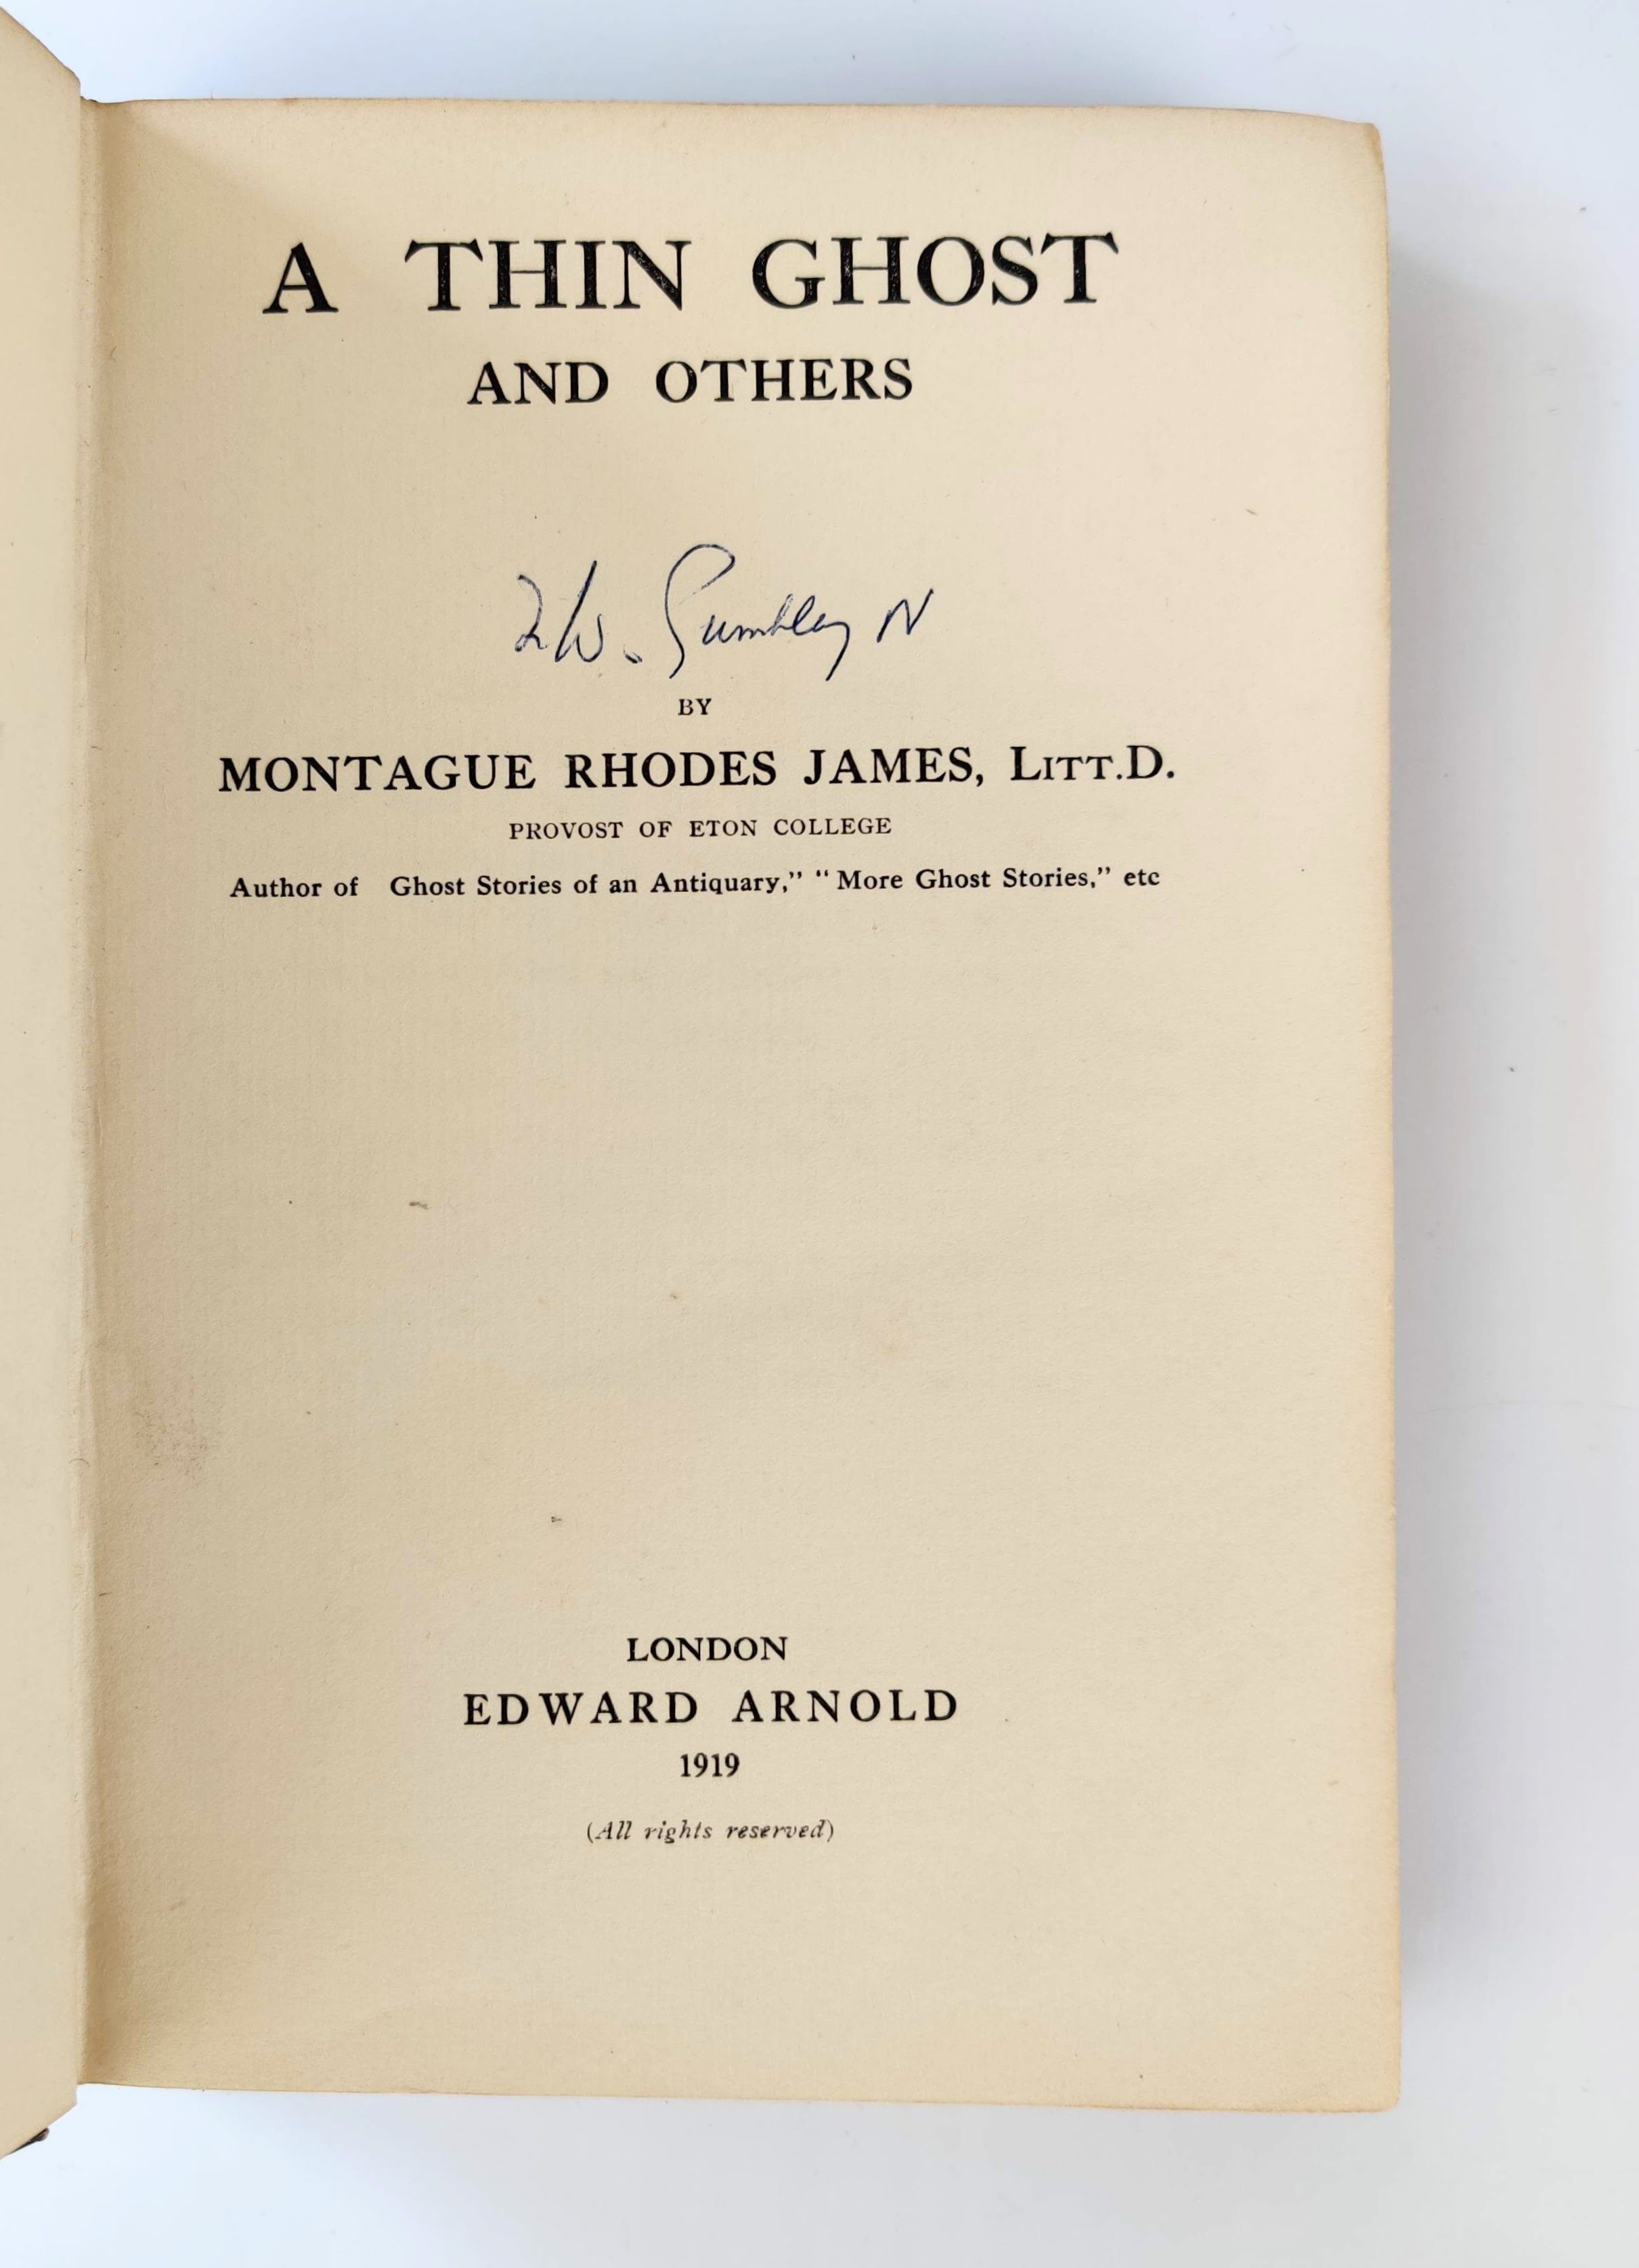 A THIN GHOST
AND OTHERS
W. Gumbley N
BY
MONTAGUE RHODES JAMES, LITT.D.
PROVOST OF ETON COLLEGE
Author of Ghost Stories of an Antiquary," "More Ghost Stories," etc
LONDON
EDWARD ARNOLD
1919
(All rights reserved)